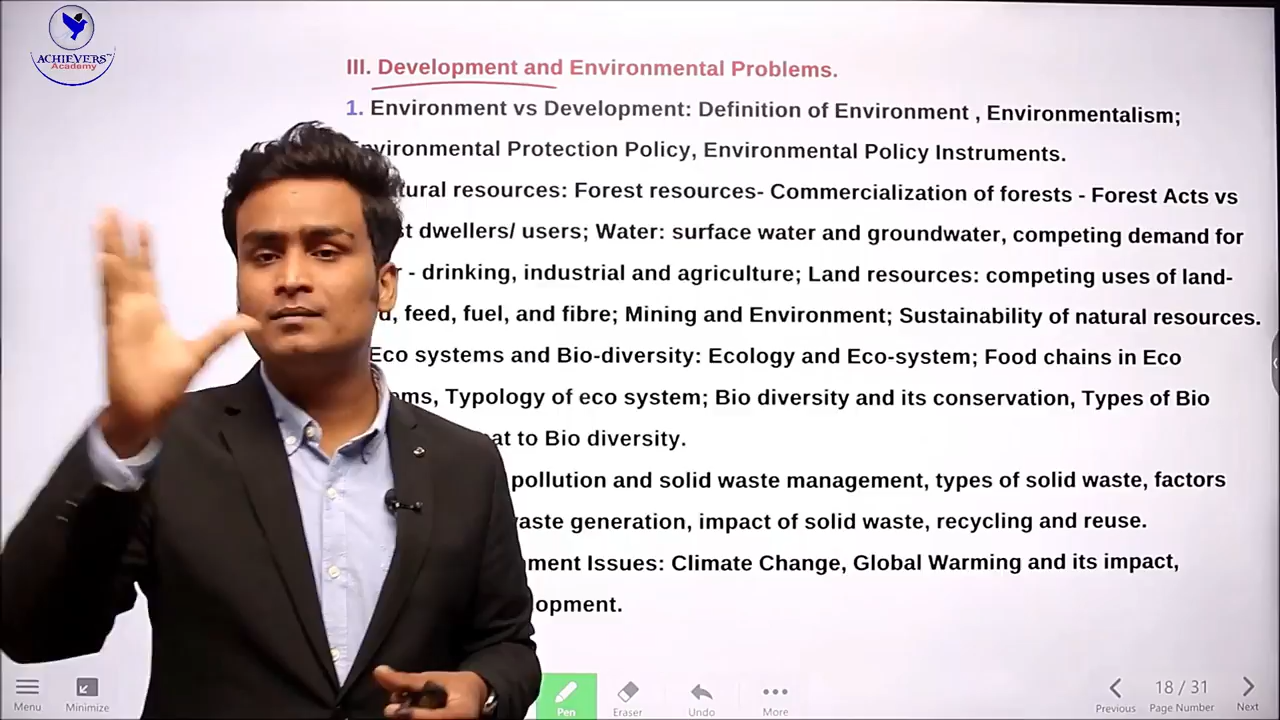 ACHIEVERS
Academy
III. Development and Environmental Problems.
1. Environment vs Development: Definition of Environment , Environmentalism;
Environmental Protection Policy, Environmental Policy Instruments.
resources: Forest resources- Commercialization of forests - Forest Acts vs
dwellers/ users; Water: surface water and groundwater, competing demand for
- drinking, industrial and agriculture; Land resources: competing uses of land-
feed, fuel, and fibre; Mining and Environment; Sustainability of natural resources.
Eco systems and Bio-diversity: Ecology and Eco-system; Food chains in Eco
Typology of eco system; Bio diversity and its conservation, Types of Bio
to Bio diversity.
pollution and solid waste management, types of solid waste, factors
generation, impact of solid waste, recycling and reuse.
Issues: Climate Change, Global Warming and its impact,
Menu
Minimize
Pen
Eraser
Undo
More
Previous
18 / 31
Page Number
Next